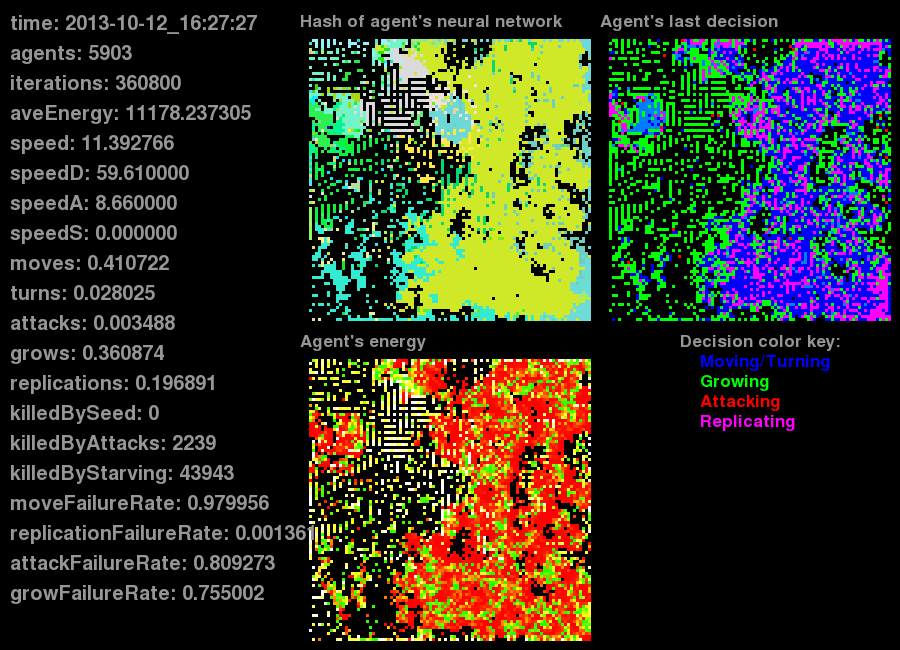 time: 2013-10-12_16:27:27
agents: 5903
iterations: 360800
aveEnergy: 11178.237305
speed: 11.392766
speedD: 59.610000
speedA: 8.660000
speedS: 0.000000
moves: 0.410722
turns: 0.028025
attacks: 0.003488
grows: 0.360874
replications: 0.196891
killedBySeed: 0
killedByAttacks: 2239
killedByStarving: 43943
moveFailureRate: 0.979956
replicationFailureRate: 0.001361
attackFailureRate: 0.809273
growFailureRate: 0.755002
Hash of agent's neural network
Agent's last decision
Agent's energy
Decision color key:
Moving/Turning
Growing
Attacking
Replicating